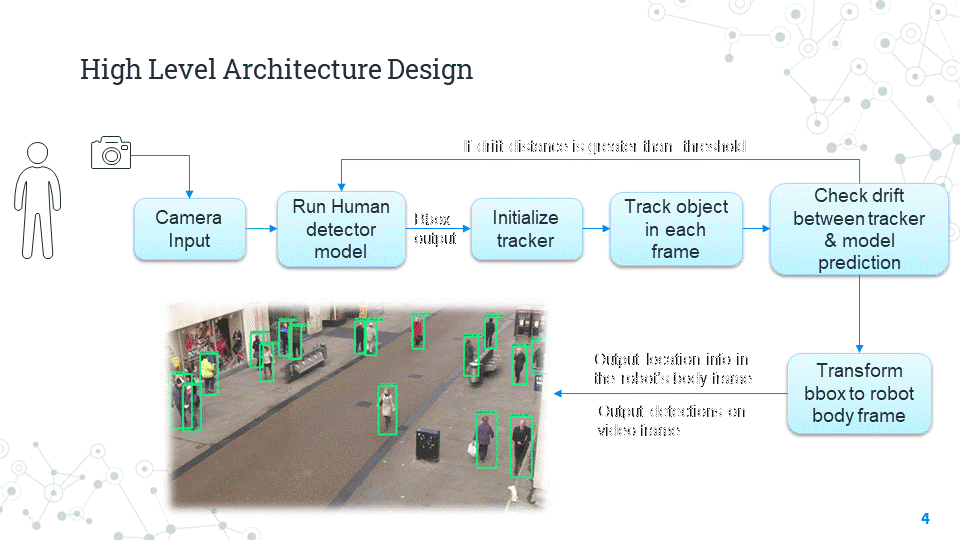 High Level Architecture Design
If drift distance is greater than threshold
Camera
Input
Run Human
detector
model
Bbox
output
Initialize
tracker
Track object
in each
frame
Check drift
between tracker
& model
prediction
Output location info in
the robot's body frame
Output detections on
video frame
Transform
bbox to robot
body frame
4